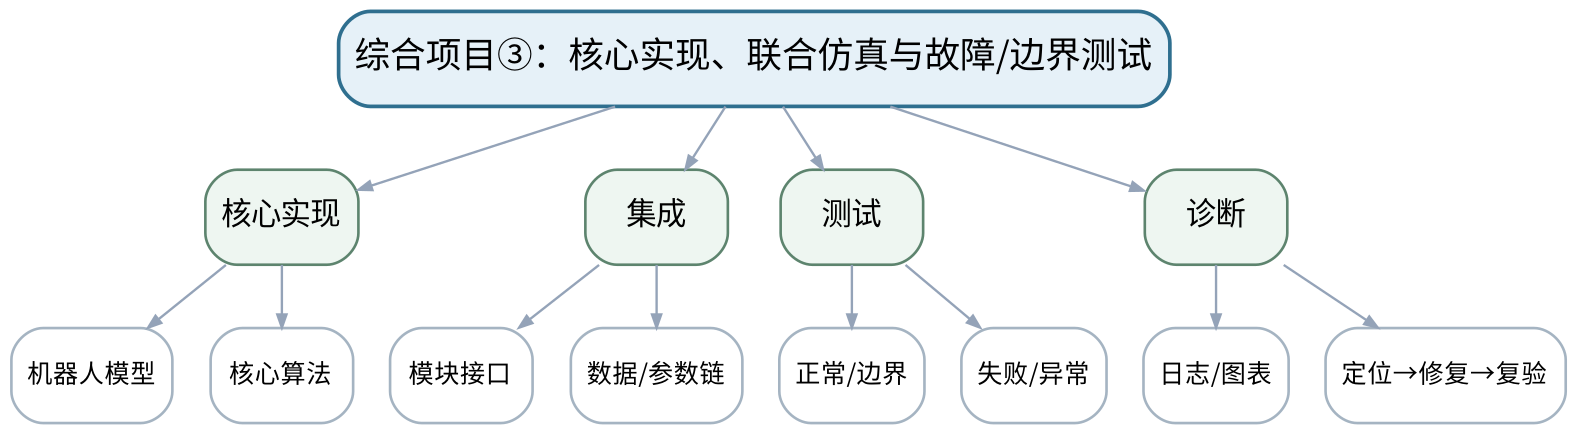 综合项目③：核心实现、联合仿真与故障/边界测试
核心实现
集成
测试
诊断
机器人模型
核心算法
模块接口
数据/参数链
正常/边界
失败/异常
日志/图表
定位→修复→复验